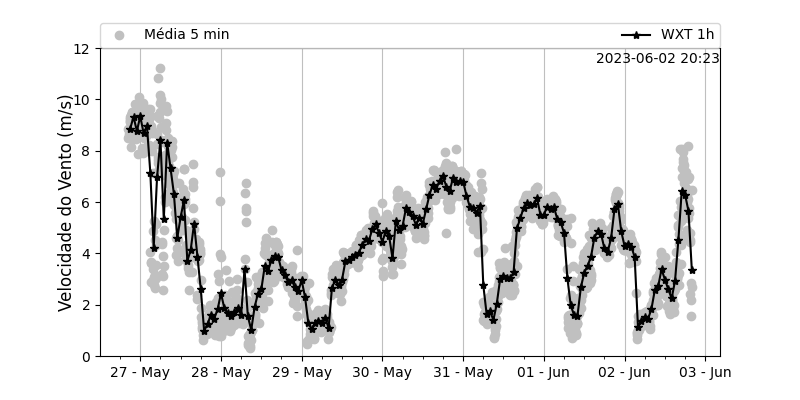 Média 5 min
WXT 1h
2023-06-02 20:23
Velocidade do Vento (m/s)
12
10
8
6
4
2
0
27 - May 28 - May 29 - May 30 - May 31 - May 01 - Jun 02 - Jun 03 - Jun